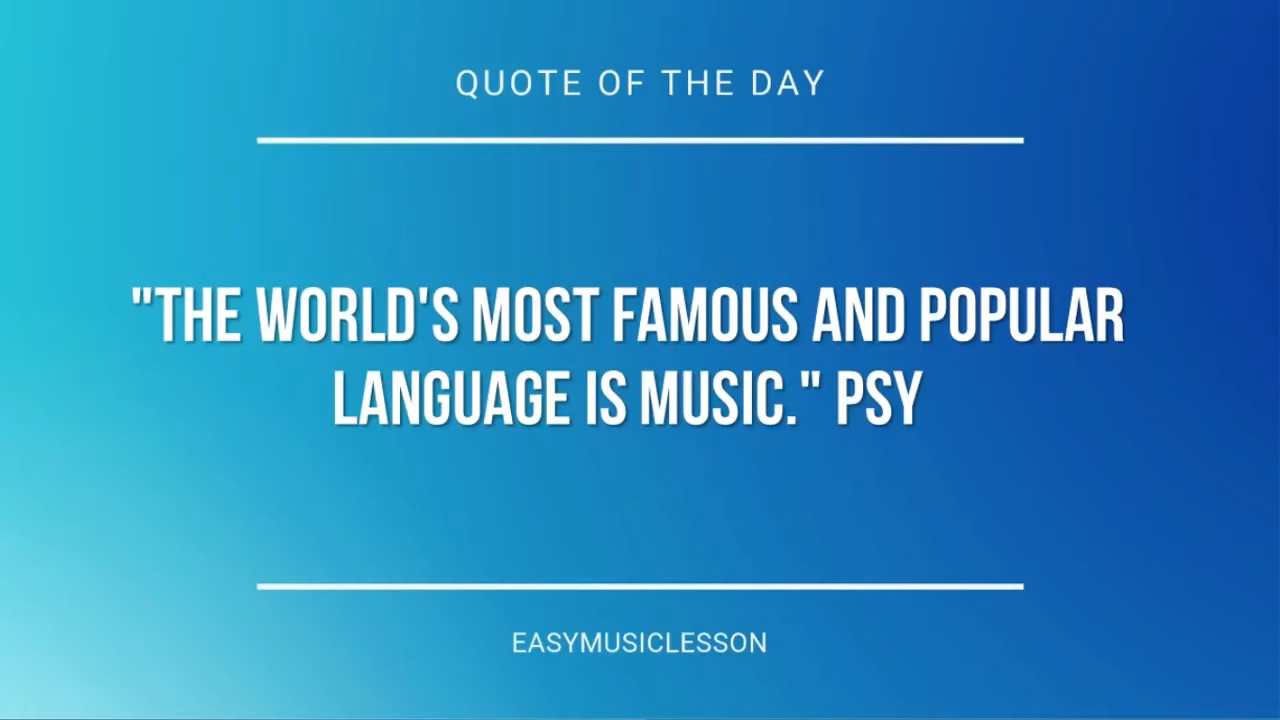 QUOTE OF THE DAY
"THE WORLD'S MOST FAMOUS AND POPULAR
LANGUAGE IS MUSIC." PSY
EASYMUSICLESSON